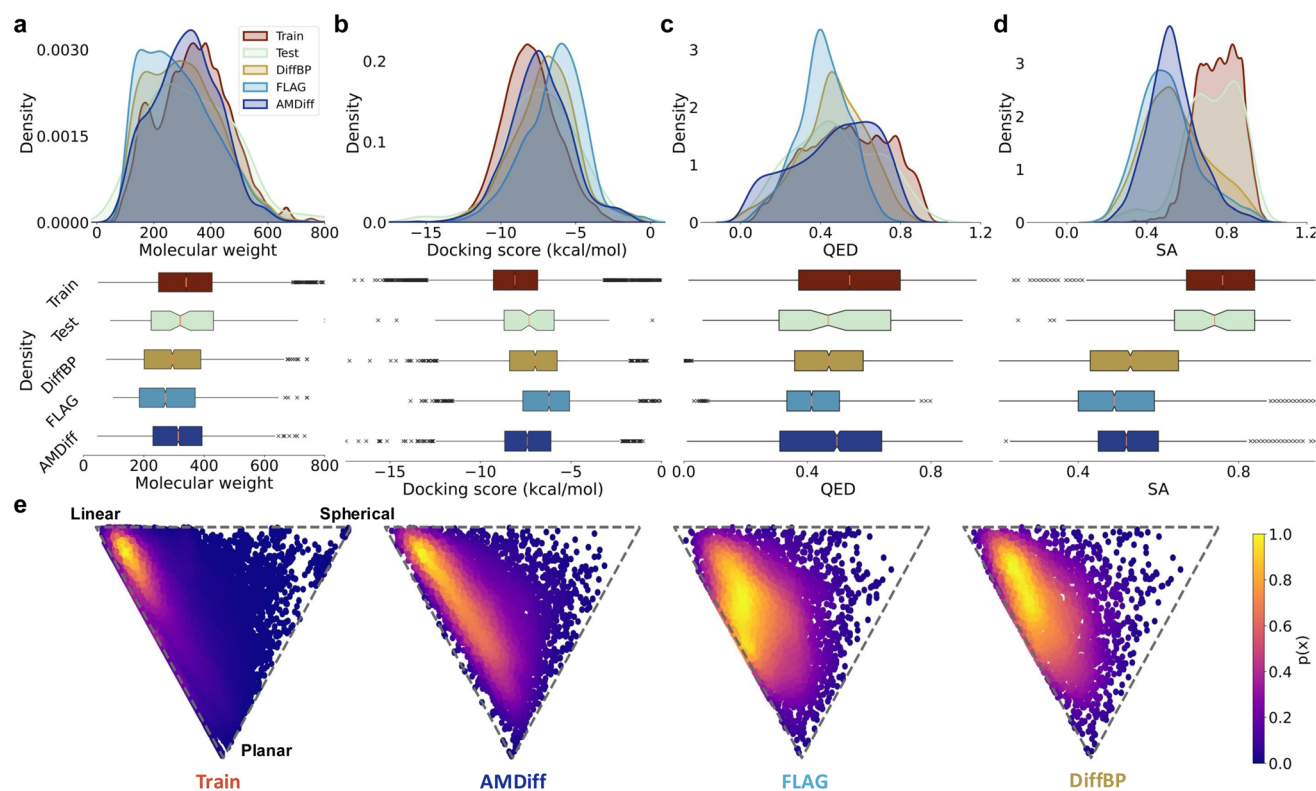 a
b
c
d
Train
Test
DiffBP
FLAG
AMDiff
Density
0.0030
0.0015
0.0000
0
200
400
600
800
Molecular weight
Density
0.2
0.1
0.0
−15
−10
−5
0
Docking score (kcal/mol)
Density
3
2
1
0
0.0
0.4
0.8
1.2
QED
Density
3
2
1
0
0.0
0.4
0.8
1.2
SA
Density
Train
Test
DiffBP
FLAG
AMDiff
0
200
400
600
800
Molecular weight
−15
−10
−5
0
Docking score (kcal/mol)
0.0
0.4
0.8
QED
0.4
0.8
SA
e
Linear
Spherical
Planar
Train
AMDiff
FLAG
DiffBP
1.0
0.8
0.6
0.4
0.2
0.0
p(x)